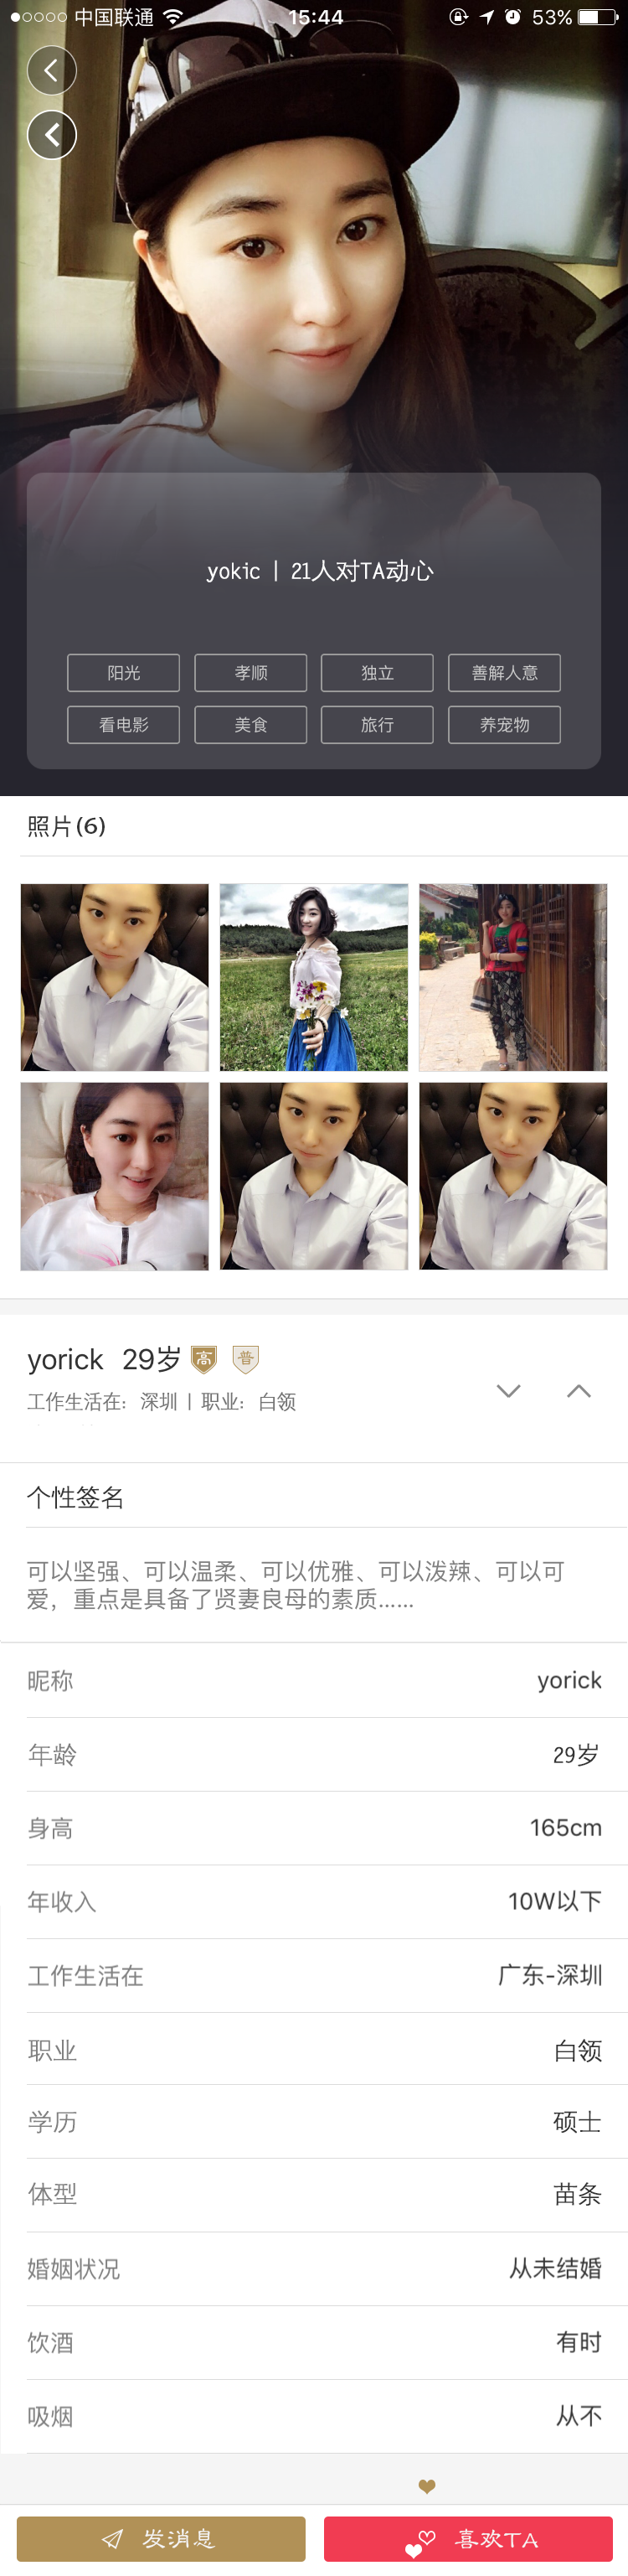 中国联通 15:44 53%
yokic | 21人对TA动心
阳光 孝顺 独立 善解人意
看电影 美食 旅行 养宠物
照片(6)
yorick 29岁 高 普
工作生活在: 深圳 | 职业: 白领
个性签名
可以坚强、可以温柔、可以优雅、可以泼辣、可以可
爱，重点是具备了贤妻良母的素质......
昵称 yorick
年龄 29岁
身高 165cm
年收入 10W以下
工作生活在 广东-深圳
职业 白领
学历 硕士
体型 苗条
婚姻状况 从未结婚
饮酒 有时
吸烟 从不
发消息 喜欢TA